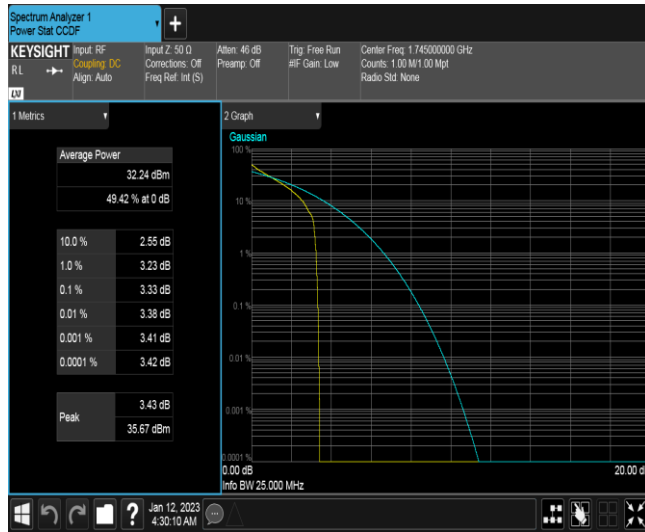 Spectrum Analyzer 1
Power Stat CCDF
+
KEYSIGHT
RL
Input: RF
Coupling: DC
Align: Auto
Input Z: 50 Ω
Corrections: Off
Freq Ref: Int (S)
Atten: 46 dB
Preamp: Off
Trig: Free Run
#IF Gain: Low
Center Freq: 1.745000000 GHz
Counts: 1.00 M/1.00 Mpt
Radio Std: None
1 Metrics
Average Power
32.24 dBm
49.42 % at 0 dB
10.0 % 2.55 dB
1.0 % 3.23 dB
0.1 % 3.33 dB
0.01 % 3.38 dB
0.001 % 3.41 dB
0.0001 % 3.42 dB
Peak
3.43 dB
35.67 dBm
2 Graph
Gaussian
100 %
10 %
1 %
0.1 %
0.01 %
0.001 %
0.0001 %
0.00 dB
20.00 d
Info BW 25.000 MHz
?
Jan 12, 2023
4:30:10 AM